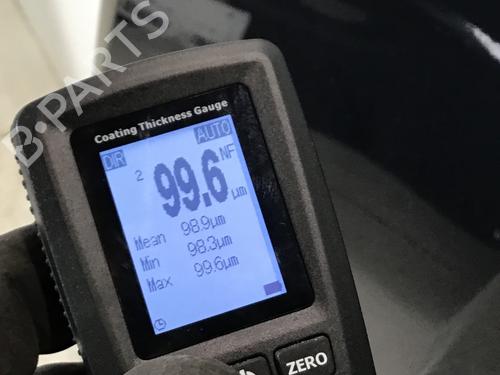 B-PARTS
B-PARTS
Coating Thickness Gauge
DIR AUTO
2 99.6 NF µm
Mean 98.9µm
Min 98.3µm
Max 99.6µm
ZERO